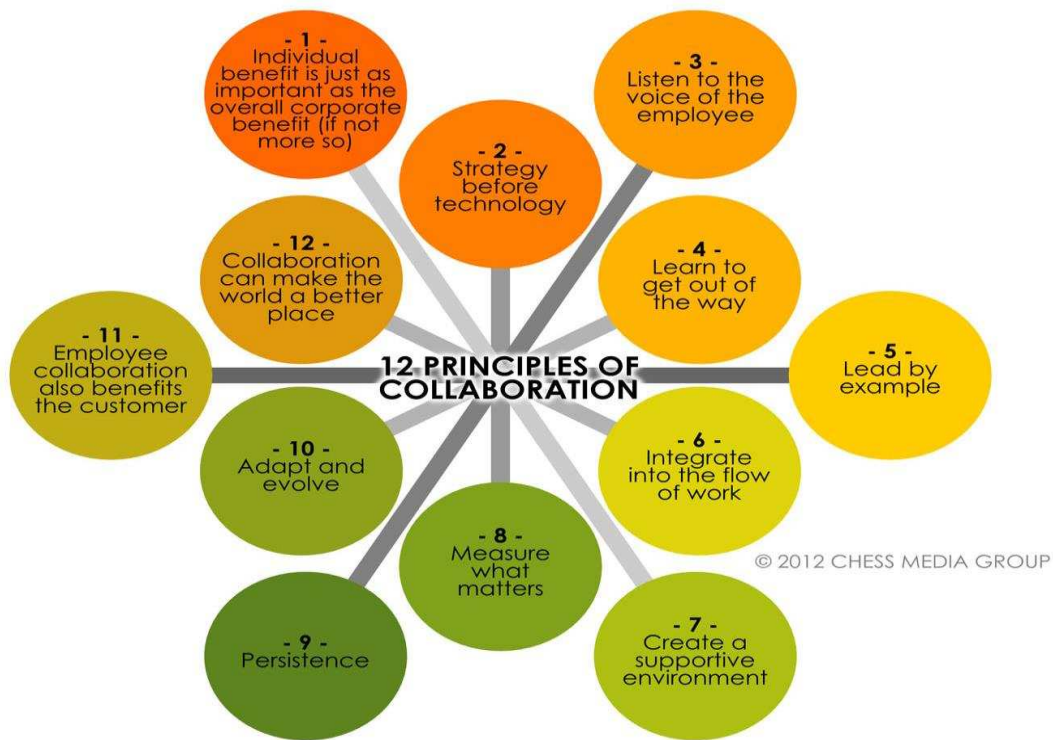 - 1 -
Individual
benefit is just as
important as the
overall corporate
benefit (if not
more so)
- 2 -
Strategy
before
technology
- 3 -
Listen to the
voice of the
employee
- 4 -
Learn to
get out of
the way
- 5 -
Lead by
example
- 6 -
Integrate
into the flow
of work
- 7 -
Create a
supportive
environment
- 8 -
Measure
what
matters
- 9 -
Persistence
- 10 -
Adapt and
evolve
- 11 -
Employee
collaboration
also benefits
the customer
- 12 -
Collaboration
can make the
world a better
place
12 PRINCIPLES OF
COLLABORATION
© 2012 CHESS MEDIA GROUP